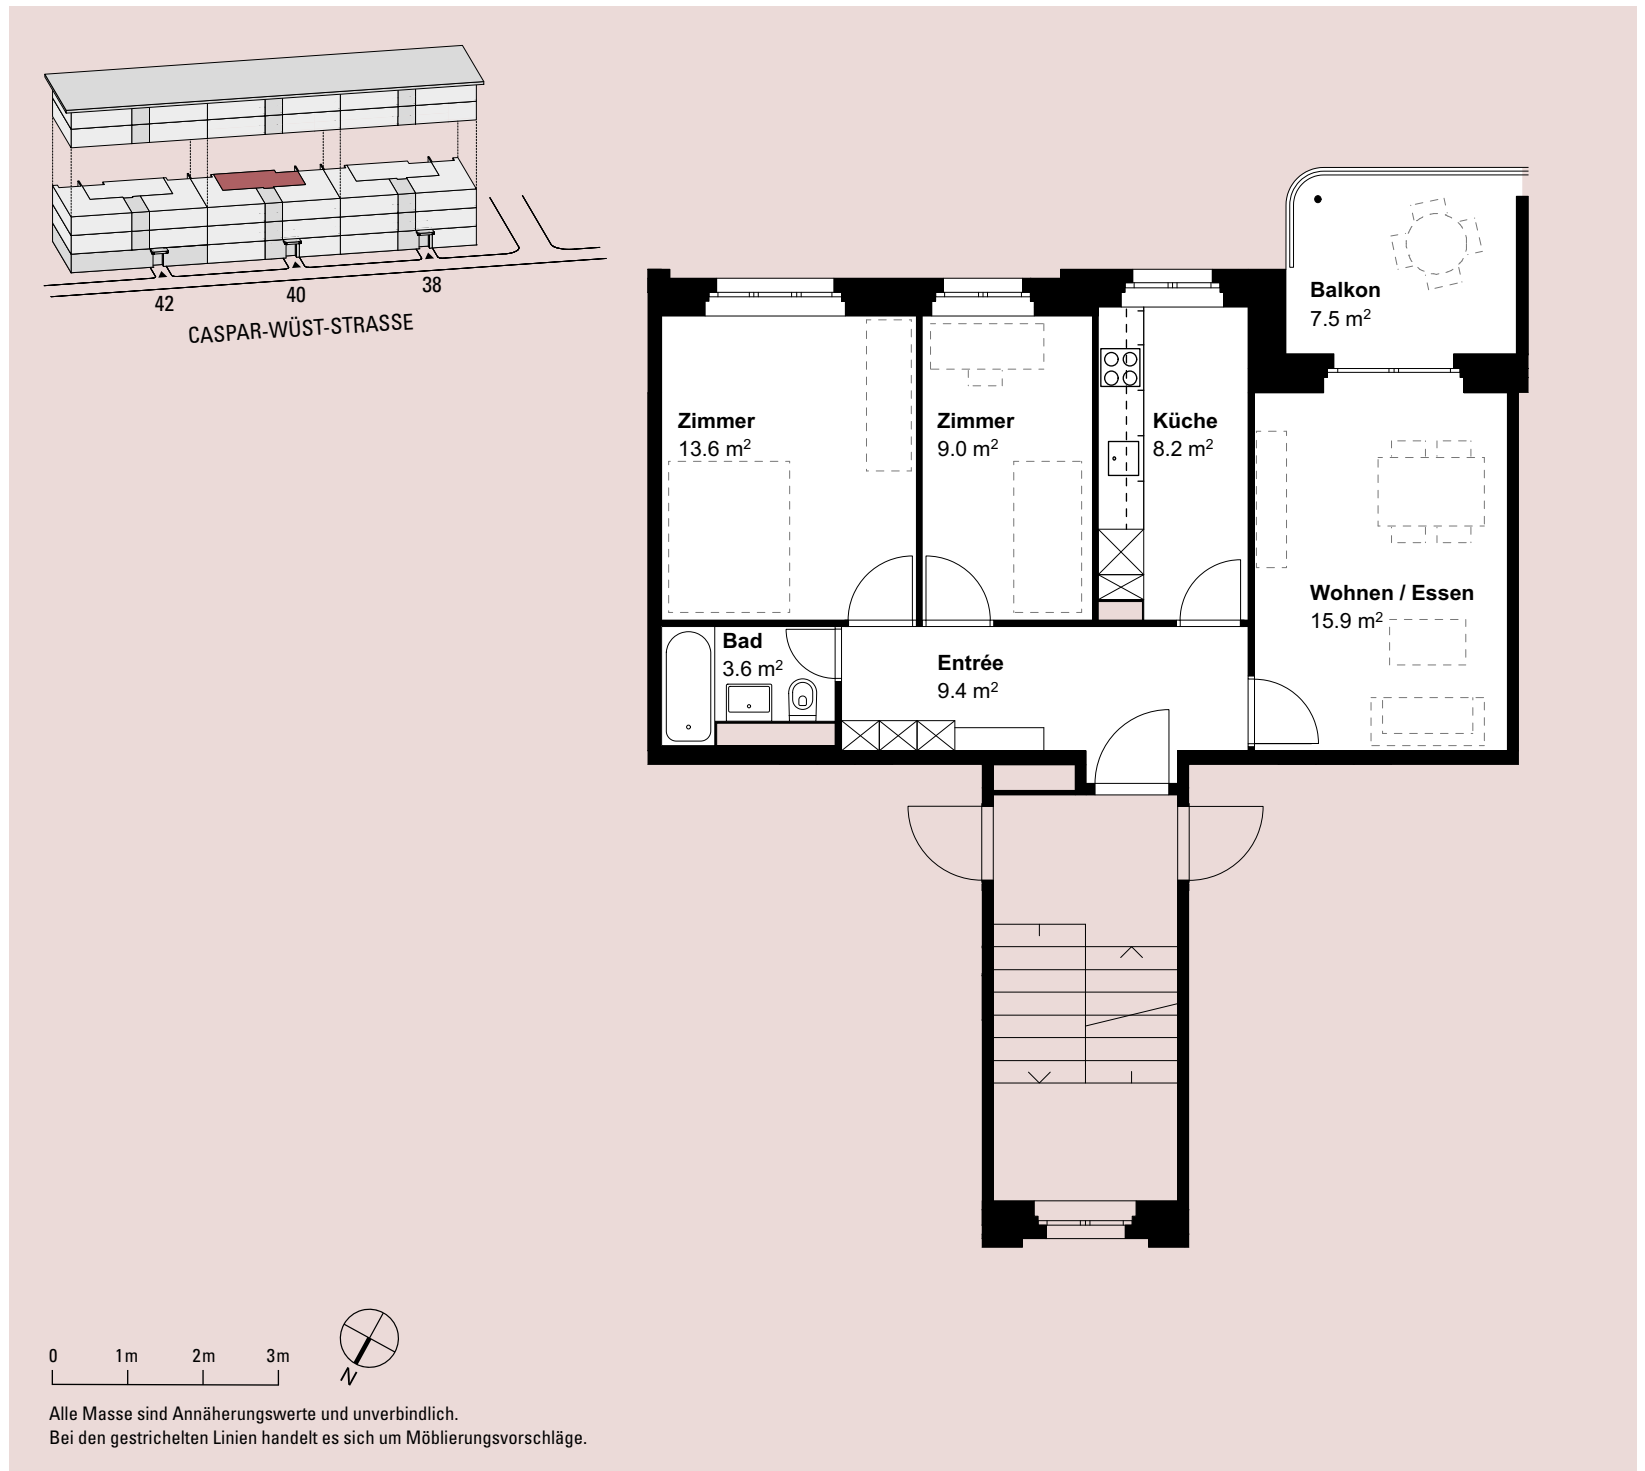 42
40
38
CASPAR-WÜST-STRASSE
Balkon
7.5 m²
Zimmer
13.6 m²
Zimmer
9.0 m²
Küche
8.2 m²
Wohnen / Essen
15.9 m²
Bad
3.6 m²
Entrée
9.4 m²
0 1m 2m 3m
N
Alle Masse sind Annäherungswerte und unverbindlich.
Bei den gestrichelten Linien handelt es sich um Möblierungsvorschläge.